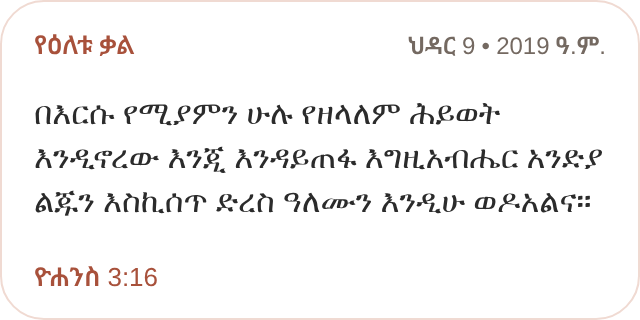 የዕለቱ ቃል
ህዳር 9 • 2019 ዓ.ም.
በእርሱ የሚያምን ሁሉ የዘላለም ሕይወት
እንዲኖረው እንጂ እንዳይጠፋ እግዚአብሔር አንድያ
ልጁን እስኪሰጥ ድረስ ዓለሙን እንዲሁ ወዶአልና።
ዮሐንስ 3:16